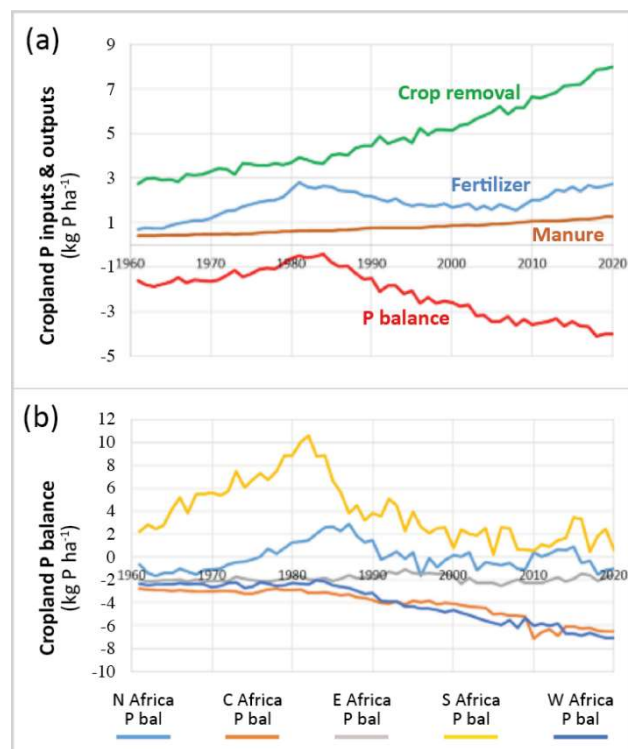 (a)
Cropland P inputs & outputs
(kg P ha-1)
9
7
5
3
1
-1
-3
-5
Crop removal
Fertilizer
Manure
1960 1970 1980 1990 2000 2010 2020
P balance
(b)
Cropland P balance
(kg P ha-1)
12
10
8
6
4
2
0
-2
-4
-6
-8
-10
1960 1970 1980 1990 2000 2010 2020
N Africa C Africa E Africa S Africa W Africa
P bal P bal P bal P bal P bal